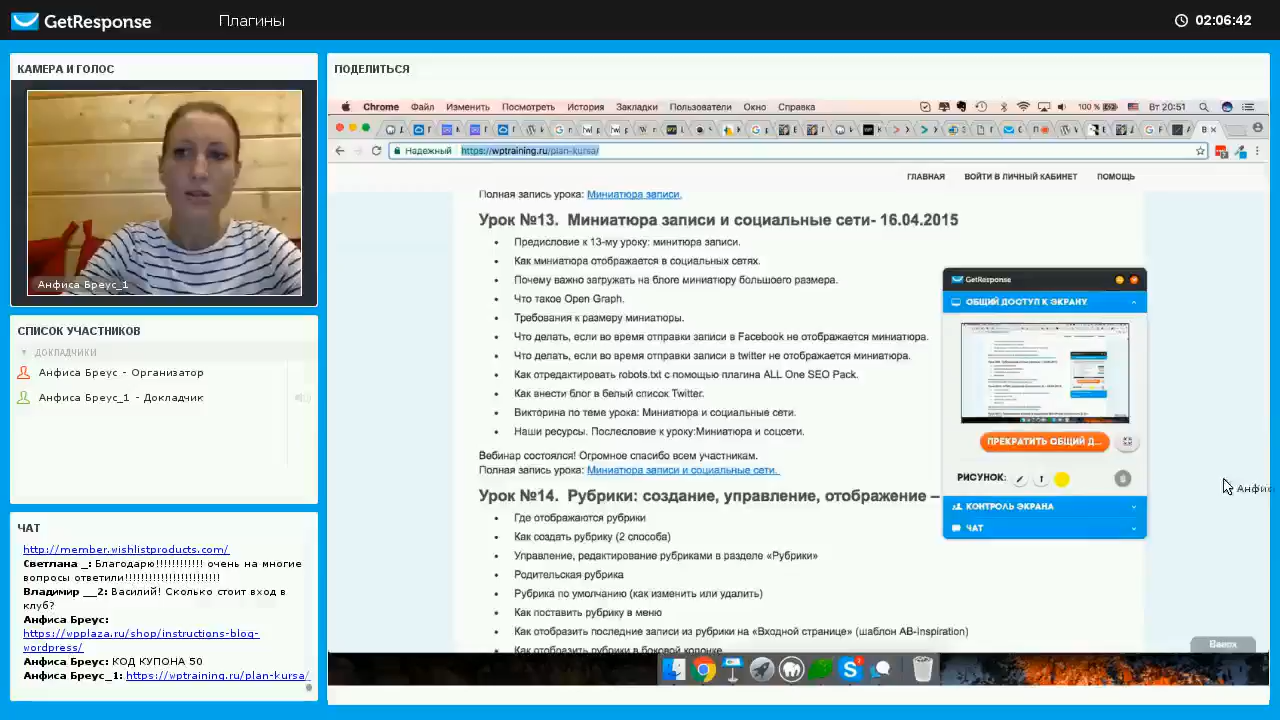 GetResponse
Плагины
02:06:42
КАМЕРА И ГОЛОС
Анфиса Бреус_1
СПИСОК УЧАСТНИКОВ
ДОКЛАДЧИКИ
Анфиса Бреус - Организатор
Анфиса Бреус_1 - Докладчик
ЧАТ
http://member.wishlistproducts.com/
Светлана _: Благодарю!!!!!!!!!!!! очень на многие
вопросы ответили!!!!!!!!!!!!!!!!!!!!!!!
Владимир __2: Василий! Сколько стоит вход в
клуб?
Анфиса Бреус:
https://wpplaza.ru/shop/instructions-blog-
wordpress/
Анфиса Бреус: КОД КУПОНА 50
Анфиса Бреус_1: https://wptraining.ru/plan-kursa/
ПОДЕЛИТЬСЯ
Chrome Файл Изменить Посмотреть История Закладки Пользователи Окно Справка
100 % Вт 20:51
Надежный https://wptraining.ru/plan-kursa/
ГЛАВНАЯ ВОЙТИ В ЛИЧНЫЙ КАБИНЕТ ПОМОЩЬ
Полная запись урока: Миниатюра записи.
Урок №13. Миниатюра записи и социальные сети- 16.04.2015
Предисловие к 13-му уроку: минитюра записи.
Как миниатюра отображается в социальных сетях.
Почему важно загружать на блоге миниатюру большого размера.
Что такое Open Graph.
Требования к размеру миниатюры.
Что делать, если во время отправки записи в Facebook не отображается миниатюра.
Что делать, если во время отправки записи в twitter не отображается миниатюра.
Как отредактировать robots.txt с помощью плагина ALL One SEO Pack.
Как внести блог в белый список Twitter.
Викторина по теме урока: Миниатюра и социальные сети.
Наши ресурсы. Послесловие к уроку:Миниатюра и соцсети.
Вебинар состоялся! Огромное спасибо всем участникам.
Полная запись урока: Миниатюра записи и социальные сети.
Урок №14. Рубрики: создание, управление, отображение –
Где отображаются рубрики
Как создать рубрику (2 способа)
Управление, редактирование рубриками в разделе «Рубрики»
Родительская рубрика
Рубрика по умолчанию (как изменить или удалить)
Как поставить рубрику в меню
Как отобразить последние записи из рубрики на «Входной странице» (шаблон AB-Inspiration)
Как отобразить рубрики в боковой колонке
GetResponse
ОБЩИЙ ДОСТУП К ЭКРАНУ
ПРЕКРАТИТЬ ОБЩИЙ Д...
РИСУНОК:
КОНТРОЛЬ ЭКРАНА
ЧАТ
Анфис
Вверх